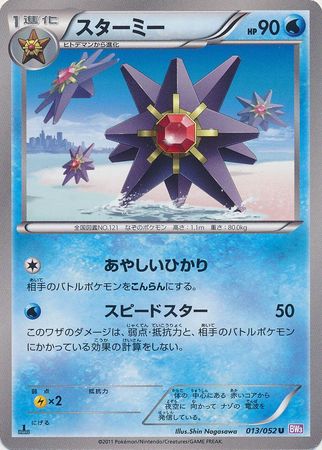 1進化
スターミー
HP90
ヒトデマンから進化
全国図鑑NO.121 なぞのポケモン 高さ：1.1m 重さ：80.0kg
あやしいひかり
相手のバトルポケモンをこんらんにする。
スピードスター 50
このワザのダメージは、弱点・抵抗力と、相手のバトルポケモン
にかかっている効果の計算をしない。
弱点 抵抗力 にげる
×2
体の 中心にある 赤いコアから
夜空に 向かって ナゾの 電波を
Illus.Shin Nagasawa
013/052 U BW3
©2011 Pokémon/Nintendo/Creatures/GAME FREAK.